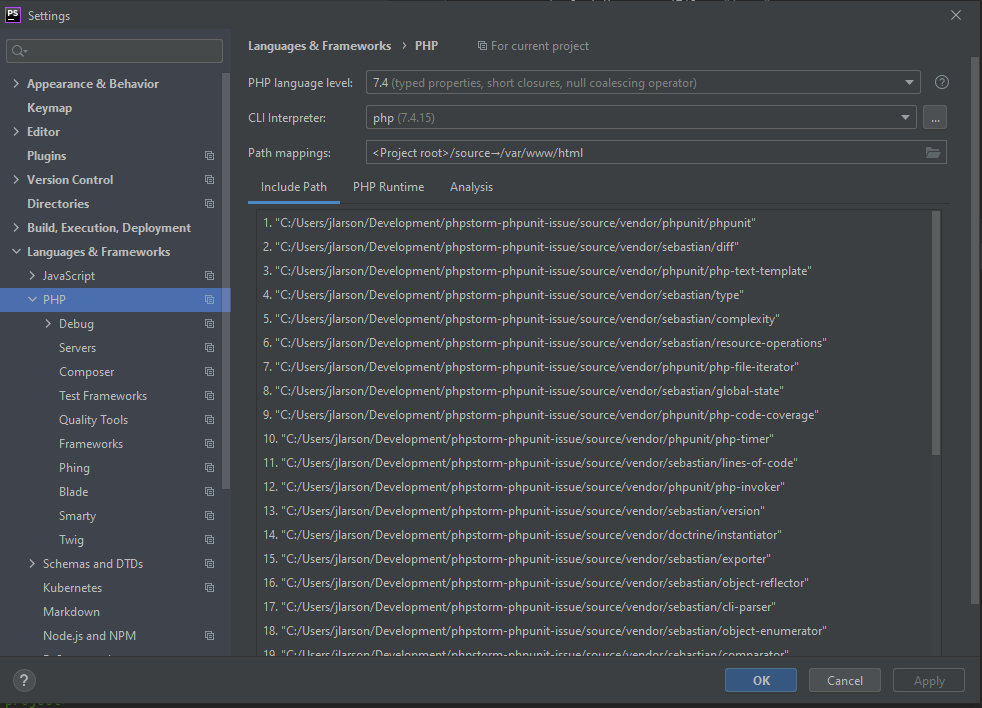 PS Settings
Languages & Frameworks › PHP For current project
Appearance & Behavior
Keymap
Editor
Plugins
Version Control
Directories
Build, Execution, Deployment
Languages & Frameworks
JavaScript
PHP
Debug
Servers
Composer
Test Frameworks
Quality Tools
Frameworks
Phing
Blade
Smarty
Twig
Schemas and DTDs
Kubernetes
Markdown
Node.js and NPM
PHP language level: 7.4 (typed properties, short closures, null coalescing operator) ?
CLI Interpreter: php (7.4.15) ...
Path mappings: <Project root>/source→/var/www/html
Include Path PHP Runtime Analysis
1. "C:/Users/jlarson/Development/phpstorm-phpunit-issue/source/vendor/phpunit/phpunit"
2. "C:/Users/jlarson/Development/phpstorm-phpunit-issue/source/vendor/sebastian/diff"
3. "C:/Users/jlarson/Development/phpstorm-phpunit-issue/source/vendor/phpunit/php-text-template"
4. "C:/Users/jlarson/Development/phpstorm-phpunit-issue/source/vendor/sebastian/type"
5. "C:/Users/jlarson/Development/phpstorm-phpunit-issue/source/vendor/sebastian/complexity"
6. "C:/Users/jlarson/Development/phpstorm-phpunit-issue/source/vendor/sebastian/resource-operations"
7. "C:/Users/jlarson/Development/phpstorm-phpunit-issue/source/vendor/phpunit/php-file-iterator"
8. "C:/Users/jlarson/Development/phpstorm-phpunit-issue/source/vendor/sebastian/global-state"
9. "C:/Users/jlarson/Development/phpstorm-phpunit-issue/source/vendor/phpunit/php-code-coverage"
10. "C:/Users/jlarson/Development/phpstorm-phpunit-issue/source/vendor/phpunit/php-timer"
11. "C:/Users/jlarson/Development/phpstorm-phpunit-issue/source/vendor/sebastian/lines-of-code"
12. "C:/Users/jlarson/Development/phpstorm-phpunit-issue/source/vendor/phpunit/php-invoker"
13. "C:/Users/jlarson/Development/phpstorm-phpunit-issue/source/vendor/sebastian/version"
14. "C:/Users/jlarson/Development/phpstorm-phpunit-issue/source/vendor/doctrine/instantiator"
15. "C:/Users/jlarson/Development/phpstorm-phpunit-issue/source/vendor/sebastian/exporter"
16. "C:/Users/jlarson/Development/phpstorm-phpunit-issue/source/vendor/sebastian/object-reflector"
17. "C:/Users/jlarson/Development/phpstorm-phpunit-issue/source/vendor/sebastian/cli-parser"
18. "C:/Users/jlarson/Development/phpstorm-phpunit-issue/source/vendor/sebastian/object-enumerator"
19. "C:/Users/jlarson/Development/phpstorm-phpunit-issue/source/vendor/sebastian/comparator"
? OK Cancel Apply